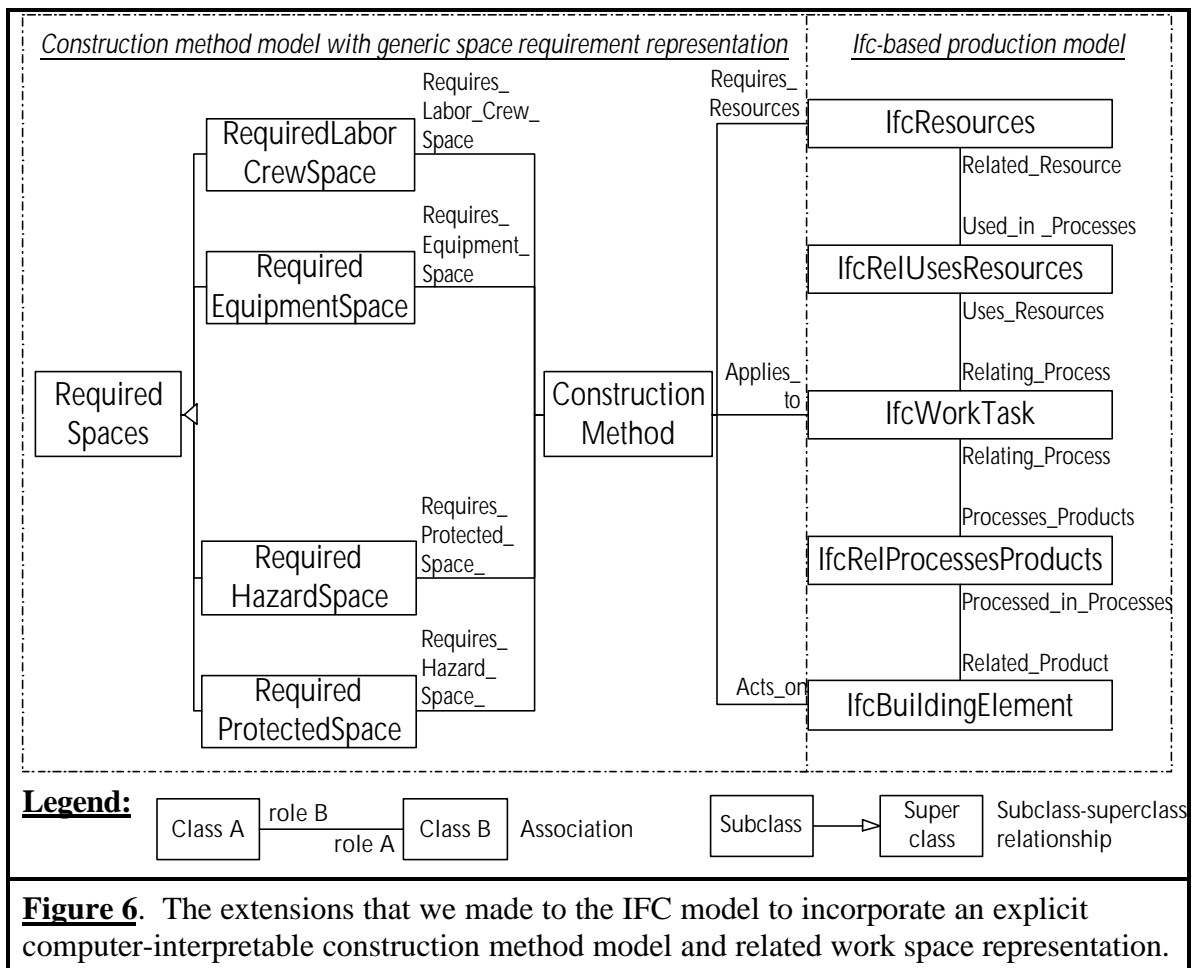 Construction method model with generic space requirement representation
Ifc-based production model
Requires_
Labor_Crew_
Space
RequiredLabor
CrewSpace
Requires_
Equipment_
Space
Required
EquipmentSpace
Required
Spaces
Construction
Method
Requires_
Protected_
Space_
Required
HazardSpace
Requires_
Hazard_
Space_
Required
ProtectedSpace
Requires_
Resources
Applies_
to
Acts_on
IfcResources
Related_Resource
Used_in _Processes
IfcRelUsesResources
Uses_Resources
Relating_Process
IfcWorkTask
Relating_Process
Processes_Products
IfcRelProcessesProducts
Processed_in_Processes
Related_Product
IfcBuildingElement
Legend:
Class A
role B
role A
Class B
Association
Subclass
Super
class
Subclass-superclass
relationship
Figure 6. The extensions that we made to the IFC model to incorporate an explicit
computer-interpretable construction method model and related work space representation.